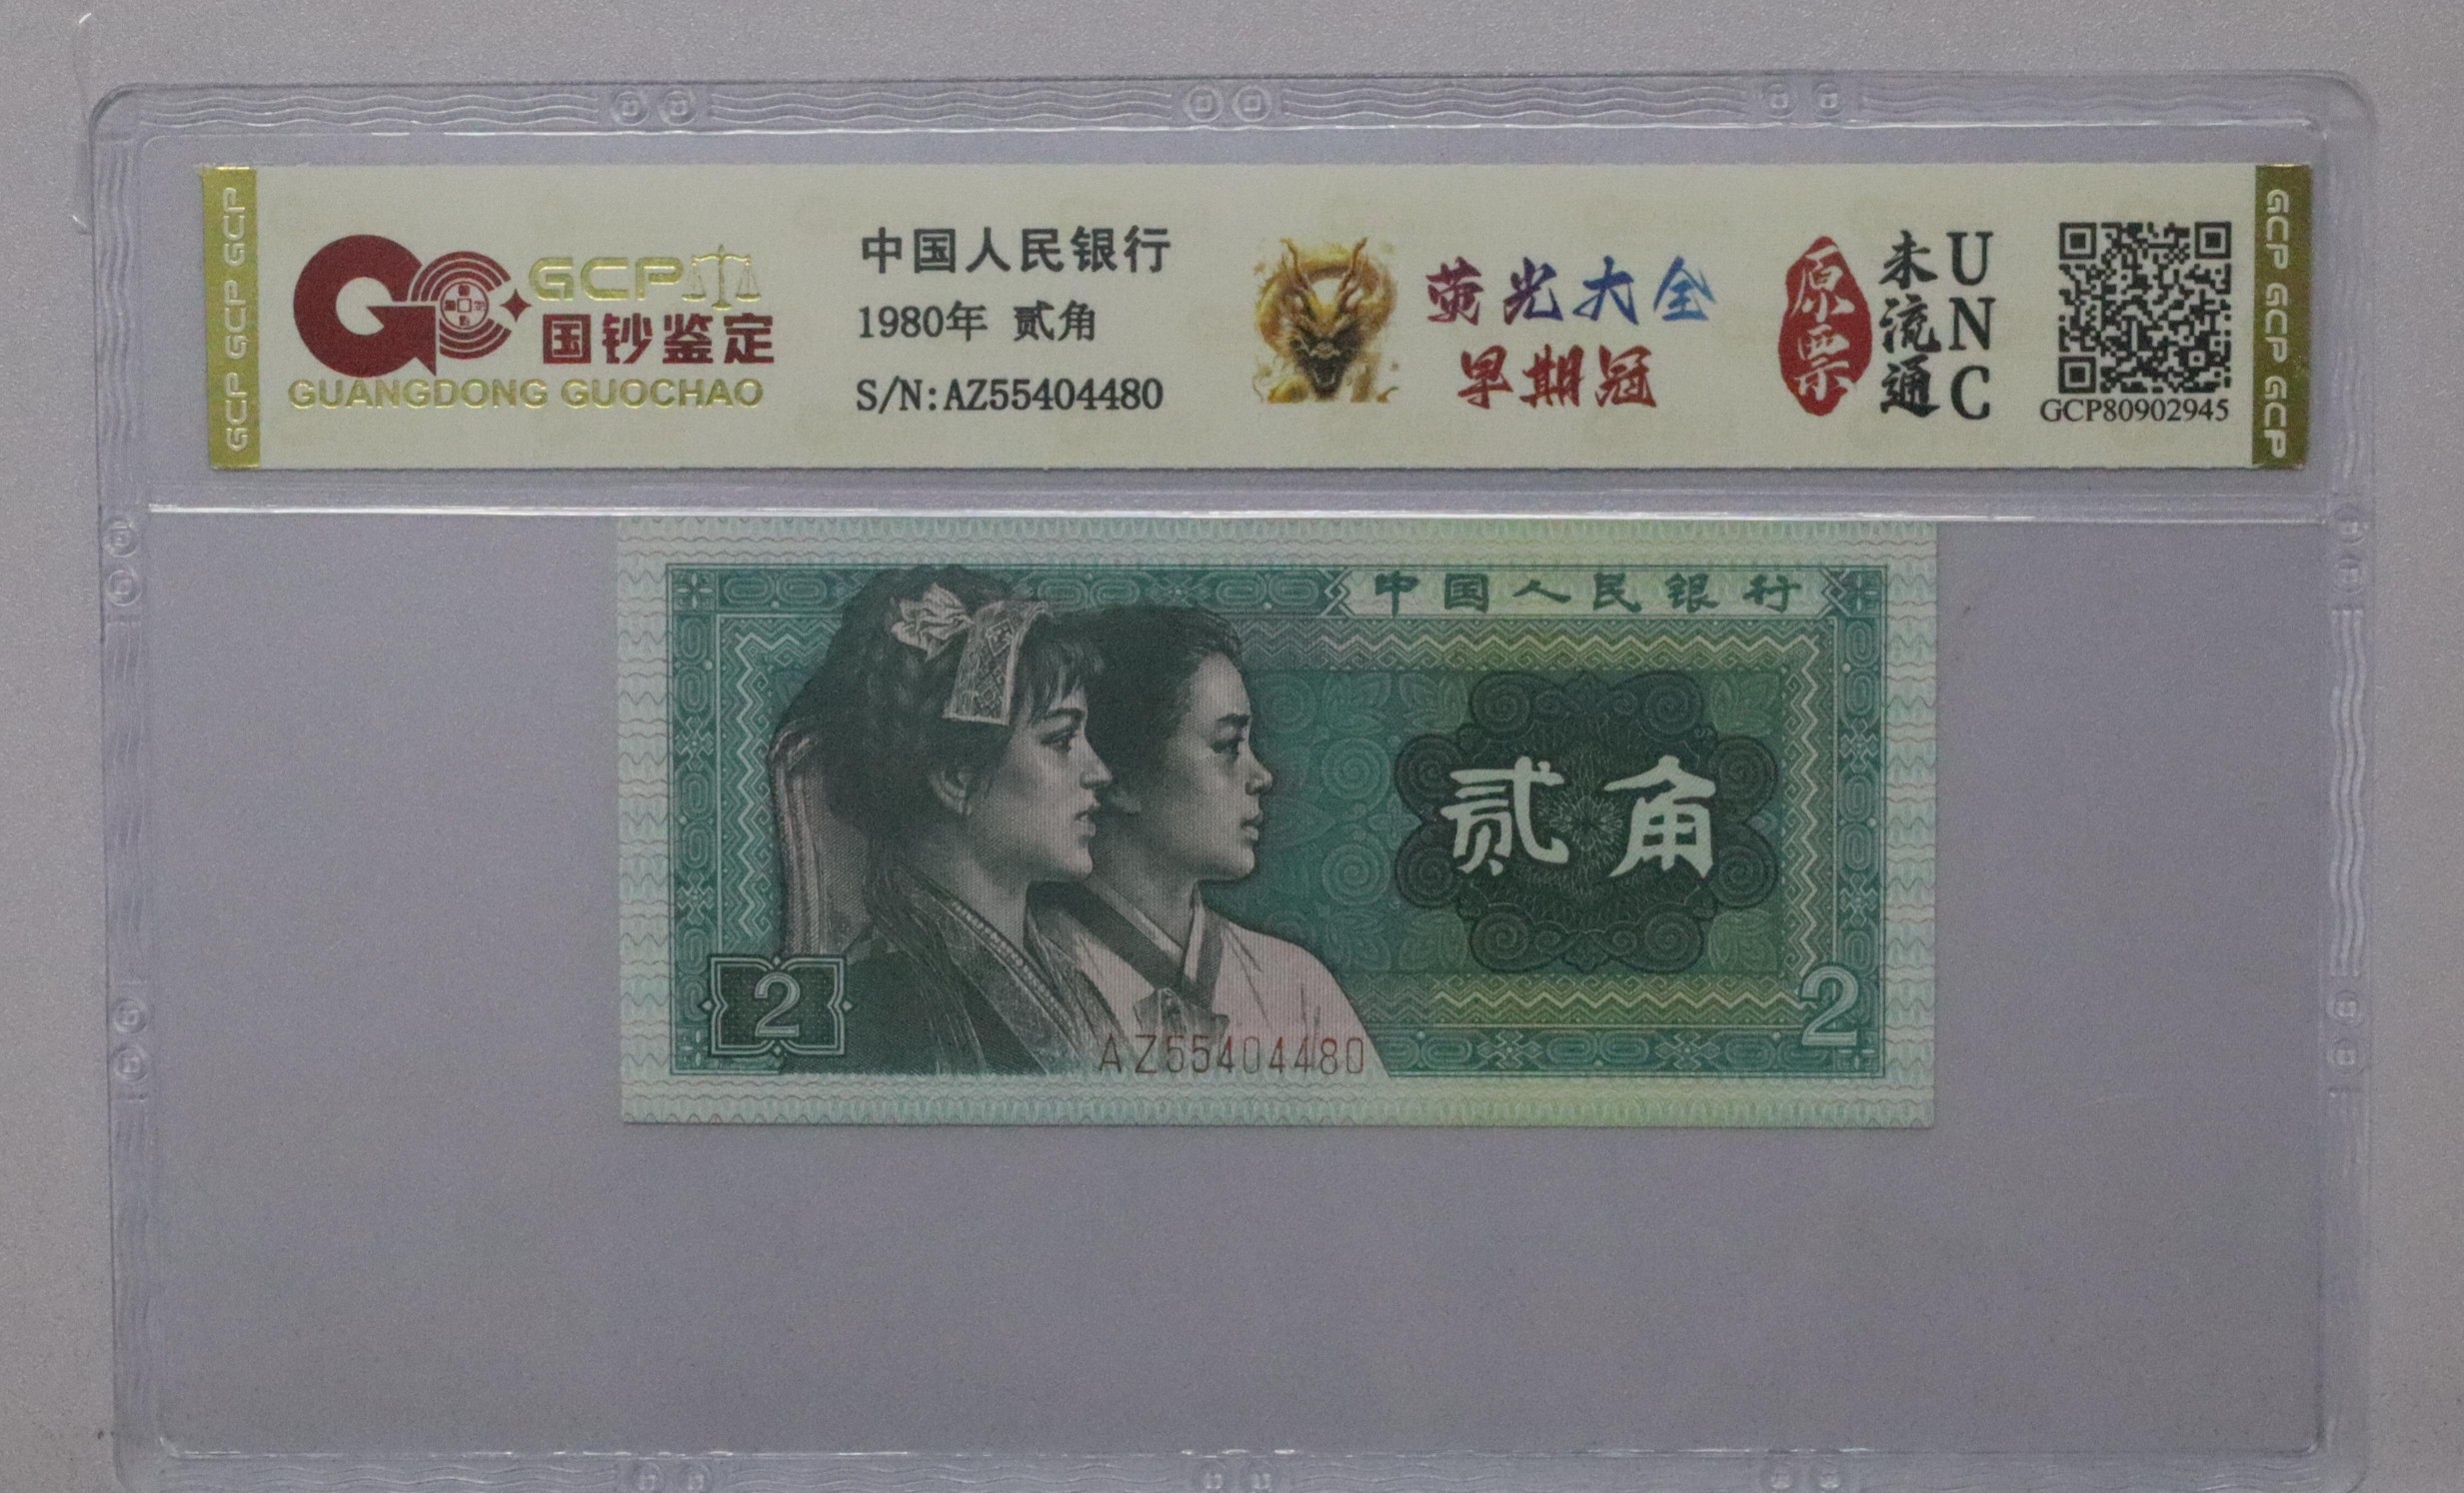 GCP GCP GCP
GCP
国钞鉴定
GUANGDONG GUOCHAO
中国人民银行
1980年 贰角
S/N:AZ55404480
荧光大全
早期冠
原票
未流通
UNC
GCP80902945
GCP GCP GCP
中国人民银行
贰角
2
2
AZ55404480